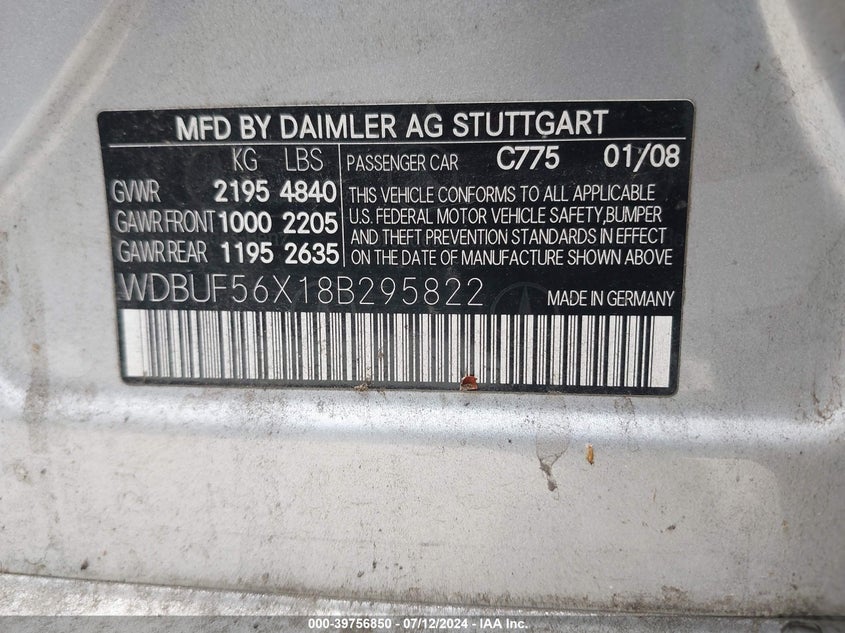 MFD BY DAIMLER AG STUTTGART
KG LBS PASSENGER CAR C775 01/08
GVWR 2195 4840
GAWR FRONT 1000 2205
GAWR REAR 1195 2635
THIS VEHICLE CONFORMS TO ALL APPLICABLE
U.S. FEDERAL MOTOR VEHICLE SAFETY,BUMPER
AND THEFT PREVENTION STANDARDS IN EFFECT
ON THE DATE OF MANUFACTURE SHOWN ABOVE
WDBUF56X18B295822 MADE IN GERMANY
000-39756850 - 07/12/2024 - IAA Inc.